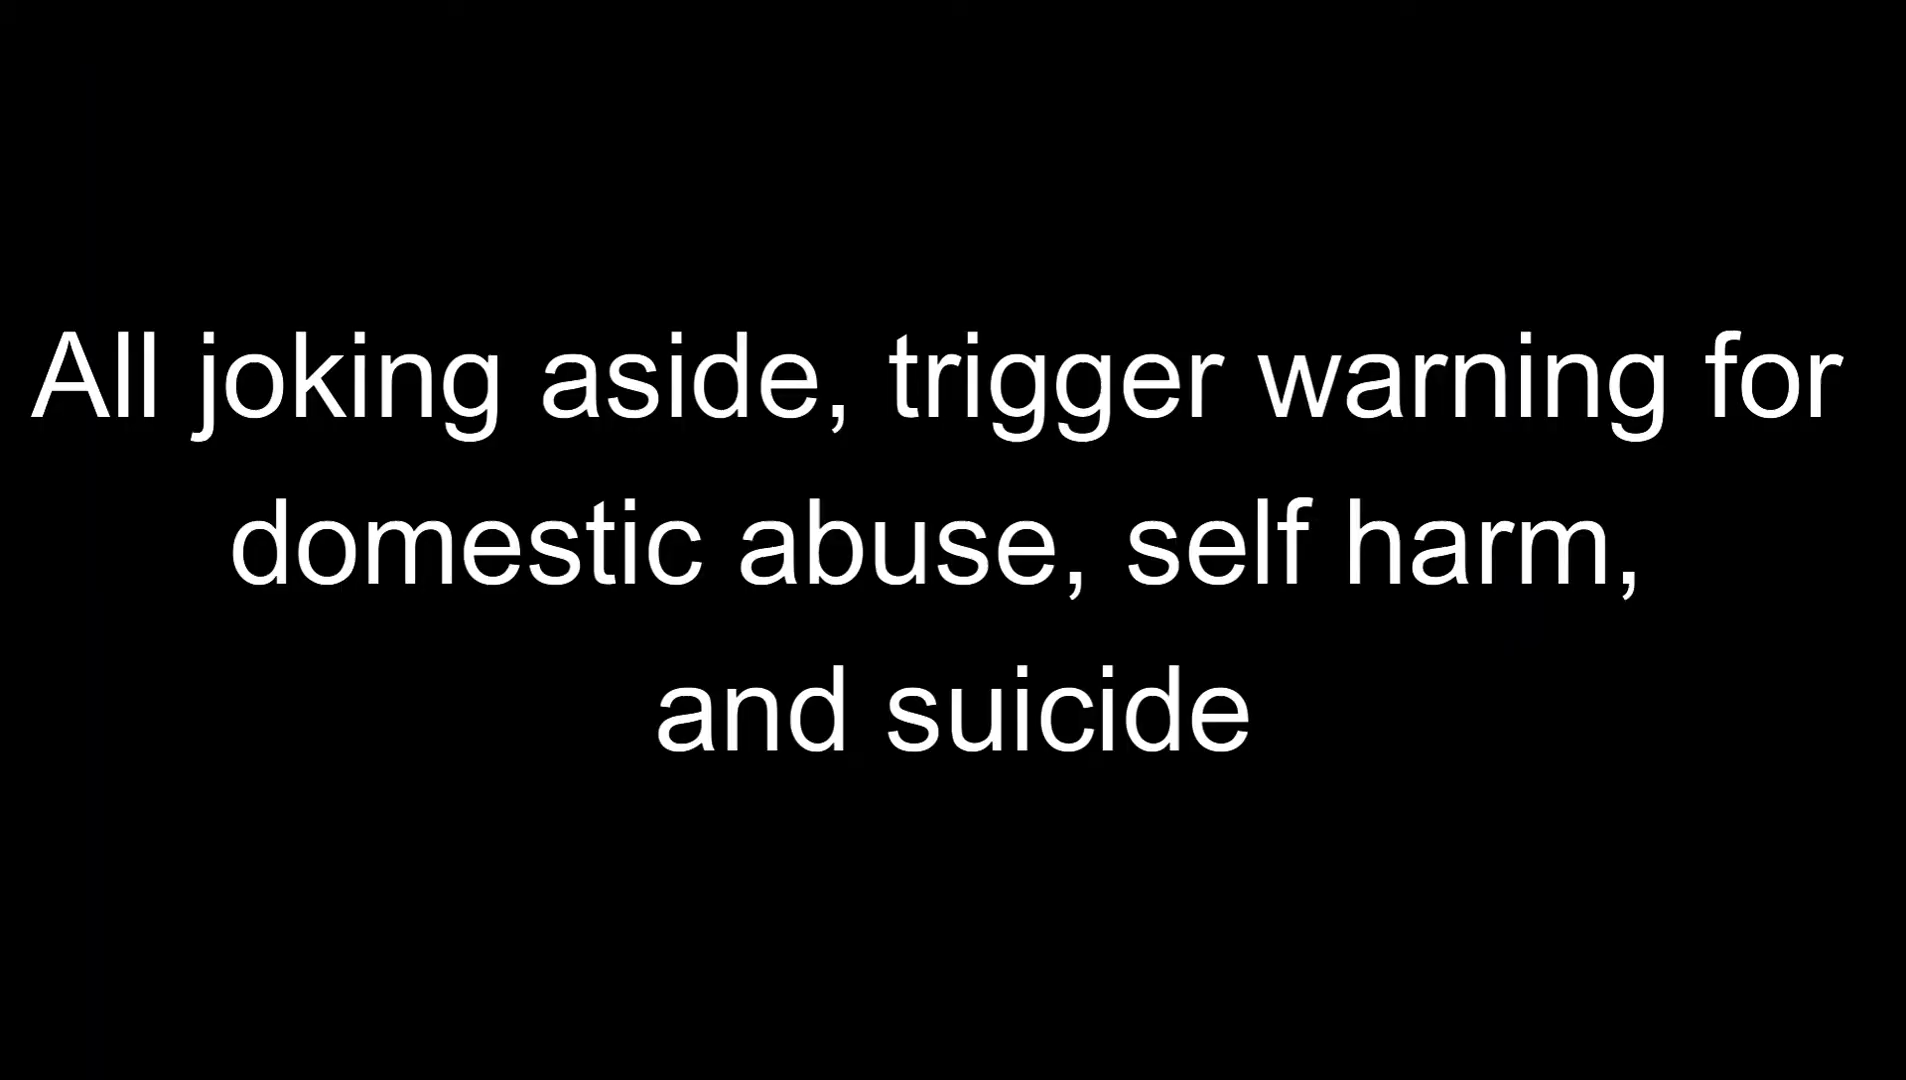 All joking aside, trigger warning for
domestic abuse, self harm,
and suicide